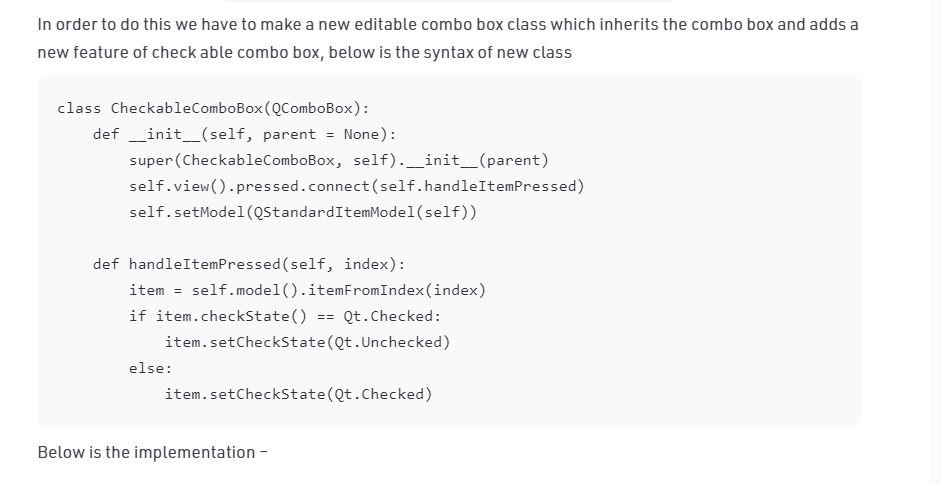 In order to do this we have to make a new editable combo box class which inherits the combo box and adds a
new feature of check able combo box, below is the syntax of new class
class CheckableComboBox(QComboBox):
    def __init__(self, parent = None):
        super(CheckableComboBox, self).__init__(parent)
        self.view().pressed.connect(self.handleItemPressed)
        self.setModel(QStandardItemModel(self))

    def handleItemPressed(self, index):
        item = self.model().itemFromIndex(index)
        if item.checkState() == Qt.Checked:
            item.setCheckState(Qt.Unchecked)
        else:
            item.setCheckState(Qt.Checked)
Below is the implementation –